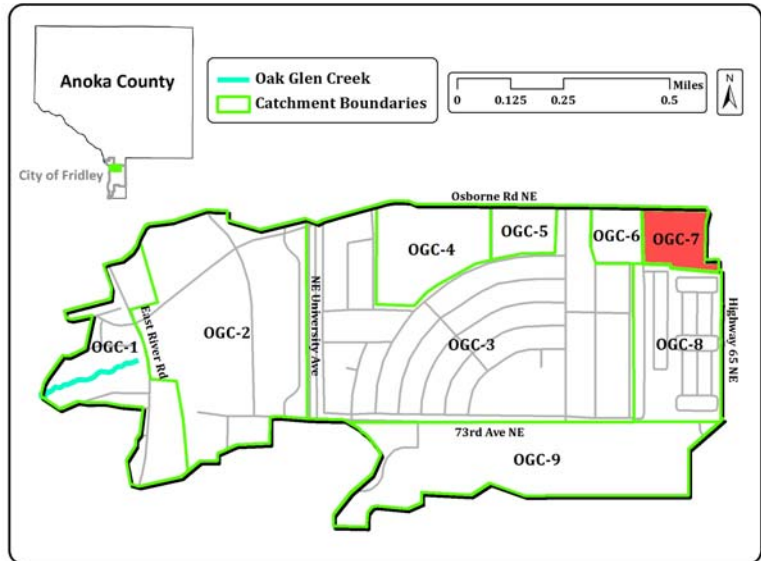 Anoka County
City of Fridley
Oak Glen Creek
Catchment Boundaries
Miles
0 0.125 0.25 0.5
N
Osborne Rd NE
OGC-4
OGC-5
OGC-6
OGC-7
OGC-1
East River Rd
OGC-2
NE University Ave
OGC-3
OGC-8
Highway 65 NE
73rd Ave NE
OGC-9